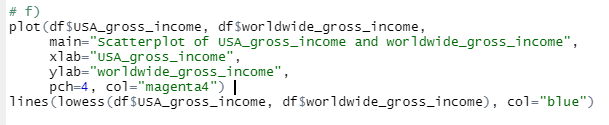 # f)
plot(df$USA_gross_income, df$worldwide_gross_income,
     main="Scatterplot of USA_gross_income and worldwide_gross_income",
     xlab="USA_gross_income",
     ylab="worldwide_gross_income",
     pch=4, col="magenta4")
lines(lowess(df$USA_gross_income, df$worldwide_gross_income), col="blue")